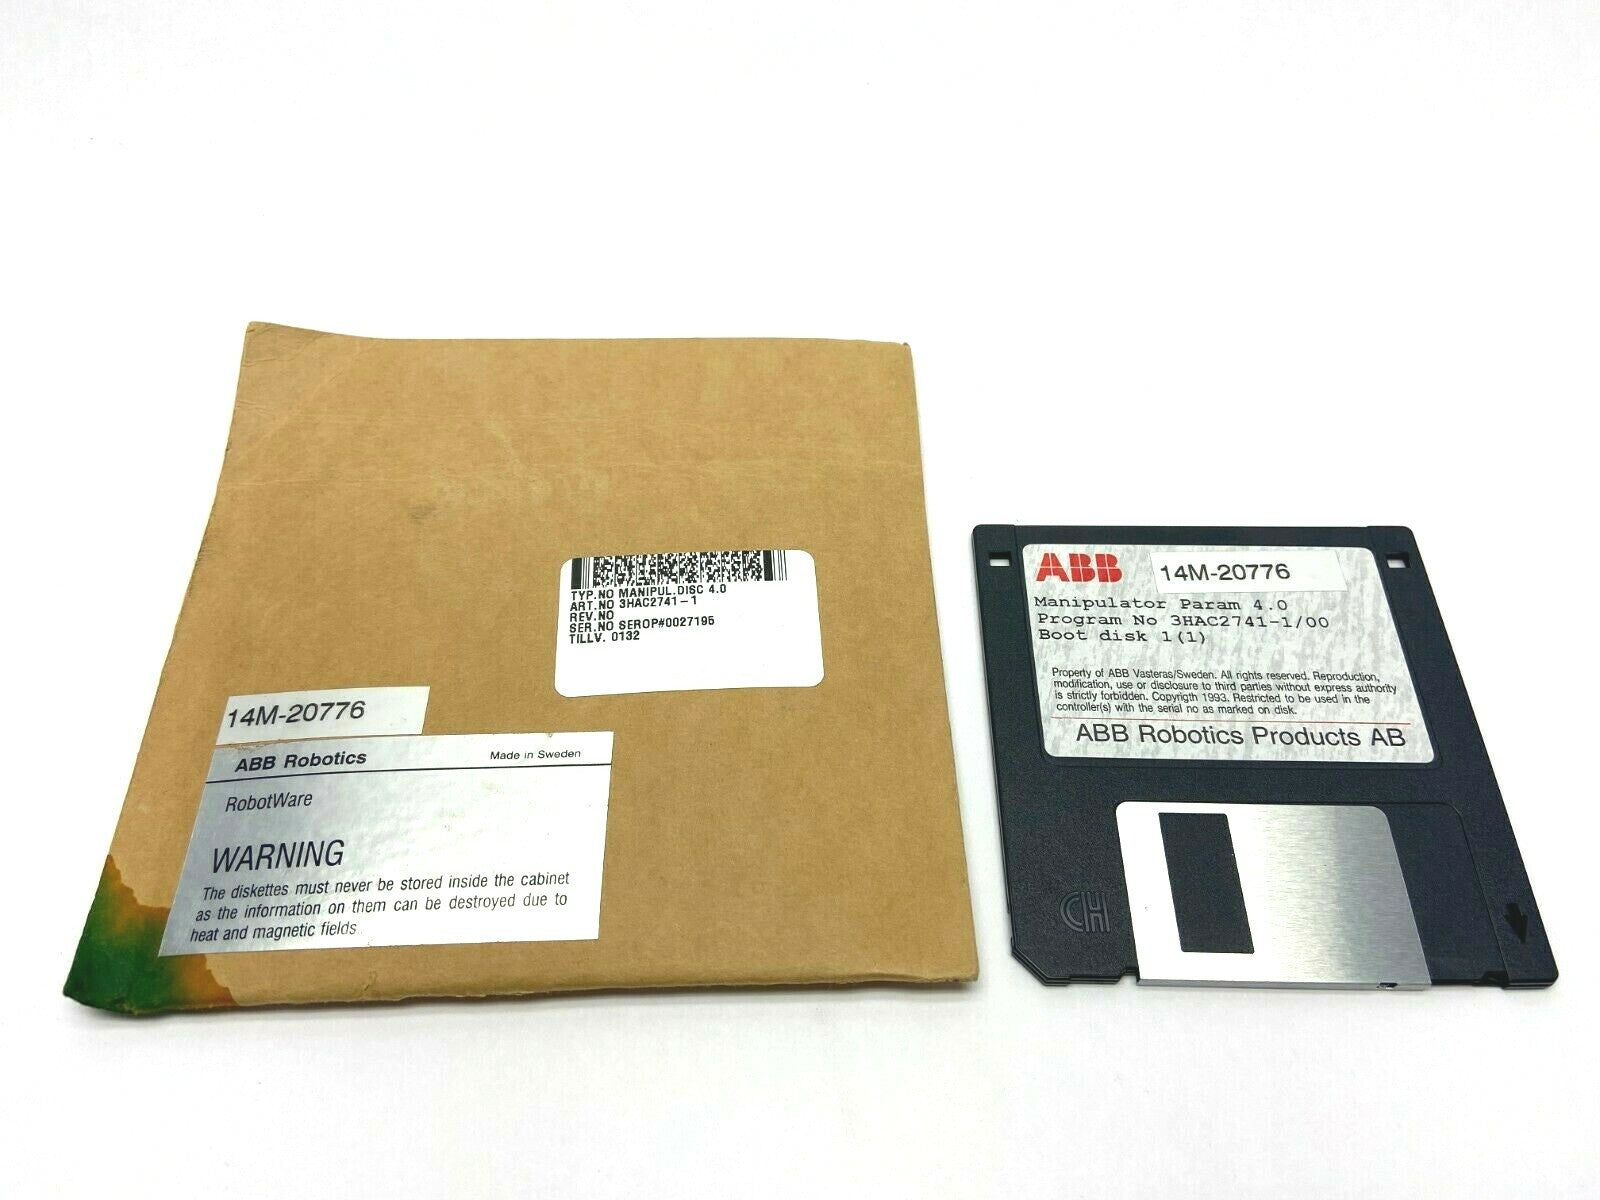 TYP.NO MANIPUL.DISC 4.0
ART.NO 3HAC2741-1
REV.NO
SER.NO SEROP#0027195
TILLV. 0132
14M-20776
ABB Robotics Made in Sweden
RobotWare
WARNING
The diskettes must never be stored inside the cabinet
as the information on them can be destroyed due to
heat and magnetic fields.
ABB 14M-20776
Manipulator Param 4.0
Program No 3HAC2741-1/00
Boot disk 1(1)
Property of ABB Vasteras/Sweden. All rights reserved. Reproduction,
modification, use or disclosure to third parties without express authority
is strictly forbidden. Copyrigth 1993. Restricted to be used in the
controller(s) with the serial no as marked on disk.
ABB Robotics Products AB
CH